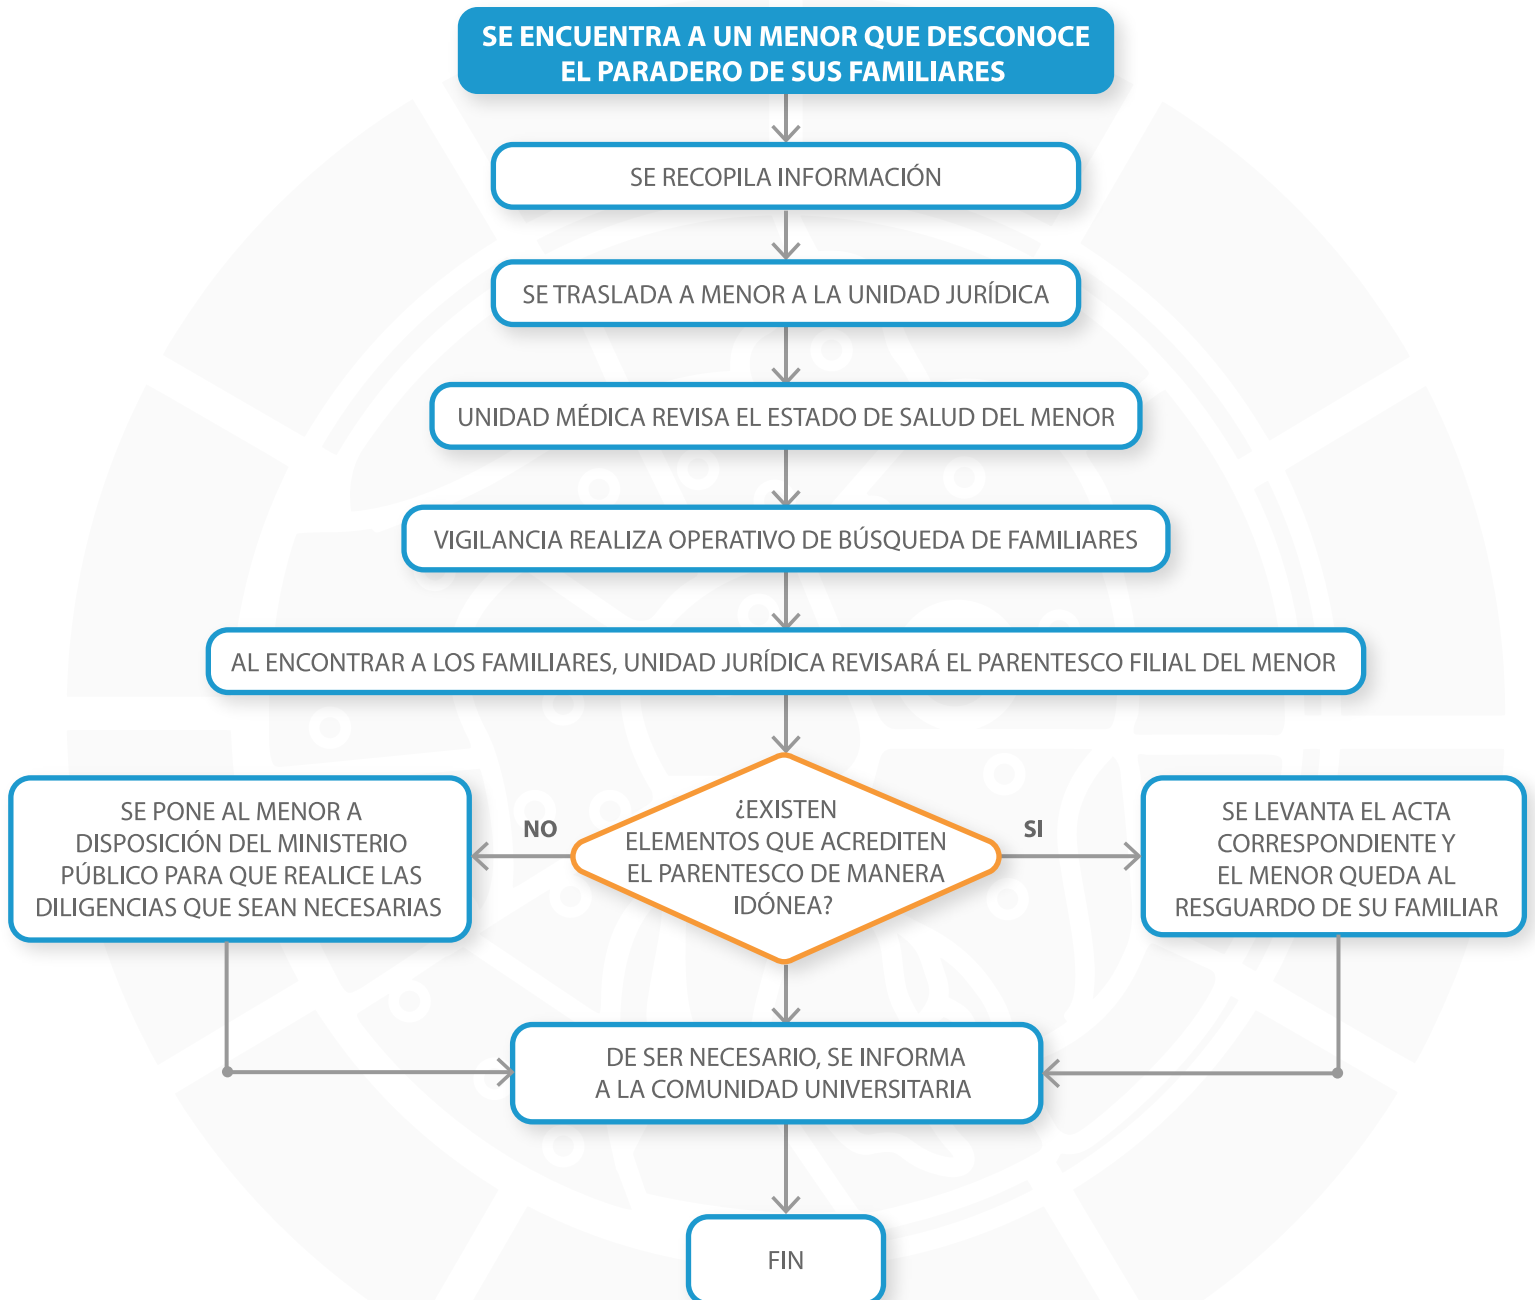 SE ENCUENTRA A UN MENOR QUE DESCONOCE
EL PARADERO DE SUS FAMILIARES
SE RECOPILA INFORMACIÓN
SE TRASLADA A MENOR A LA UNIDAD JURÍDICA
UNIDAD MÉDICA REVISA EL ESTADO DE SALUD DEL MENOR
VIGILANCIA REALIZA OPERATIVO DE BÚSQUEDA DE FAMILIARES
AL ENCONTRAR A LOS FAMILIARES, UNIDAD JURÍDICA REVISARÁ EL PARENTESCO FILIAL DEL MENOR
¿EXISTEN
ELEMENTOS QUE ACREDITEN
EL PARENTESCO DE MANERA
IDÓNEA?
NO
SE PONE AL MENOR A
DISPOSICIÓN DEL MINISTERIO
PÚBLICO PARA QUE REALICE LAS
DILIGENCIAS QUE SEAN NECESARIAS
SI
SE LEVANTA EL ACTA
CORRESPONDIENTE Y
EL MENOR QUEDA AL
RESGUARDO DE SU FAMILIAR
DE SER NECESARIO, SE INFORMA
A LA COMUNIDAD UNIVERSITARIA
FIN